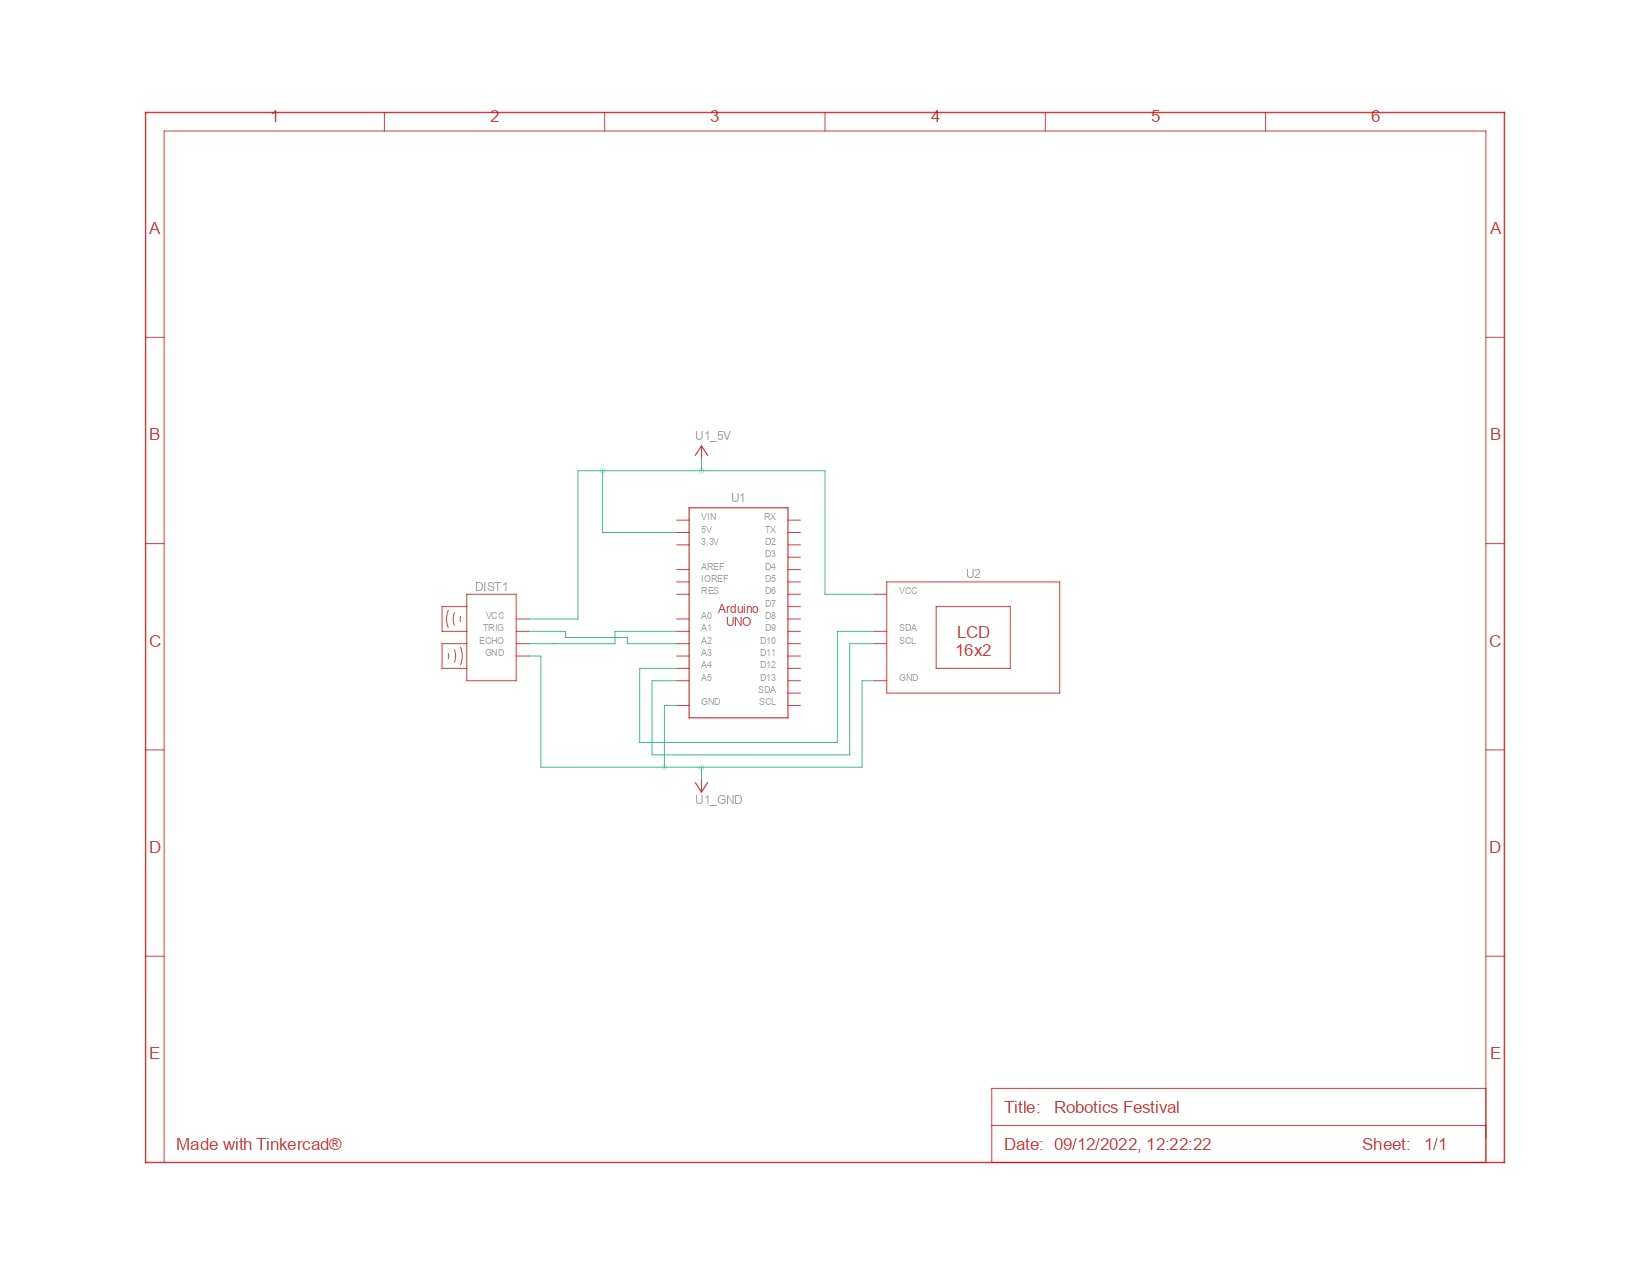 1 2 3 4 5 6
A A
B B
U1_5V
U1
VIN RX
5V TX
3.3V D2
D3
AREF D4
IOREF D5
RES D6
D7
A0 D8
A1 D9
A2 D10
A3 D11
A4 D12
A5 D13
SDA
GND SCL
Arduino
UNO
DIST1
VCC
TRIG
ECHO
GND
U2
VCC
SDA
SCL
GND
LCD
16x2
C C
U1_GND
D D
E E
Title: Robotics Festival
Made with Tinkercad®
Date: 09/12/2022, 12:22:22 Sheet: 1/1